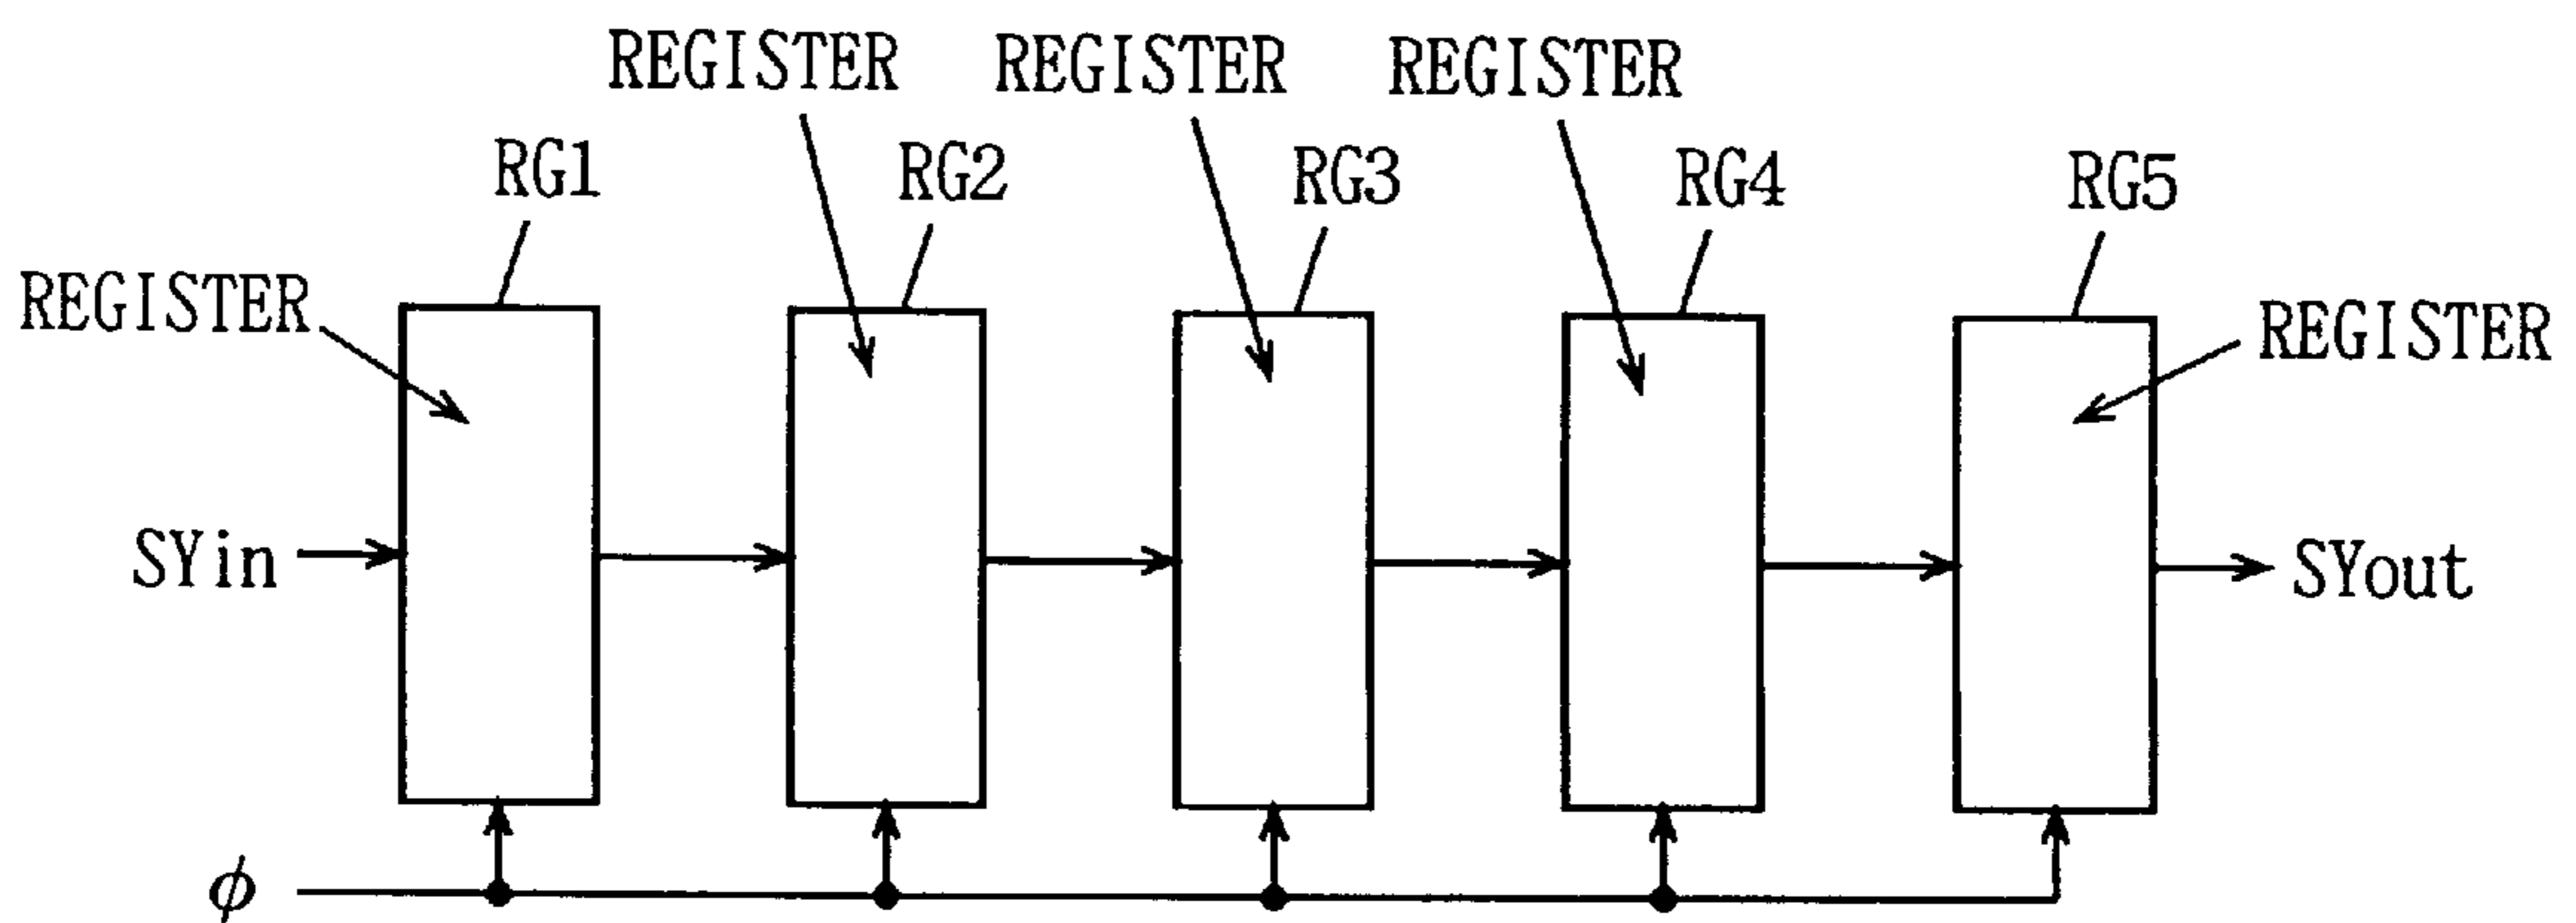 REGISTER REGISTER REGISTER
RG1 RG2 RG3 RG4 RG5
REGISTER REGISTER
SYin SYout
ϕ